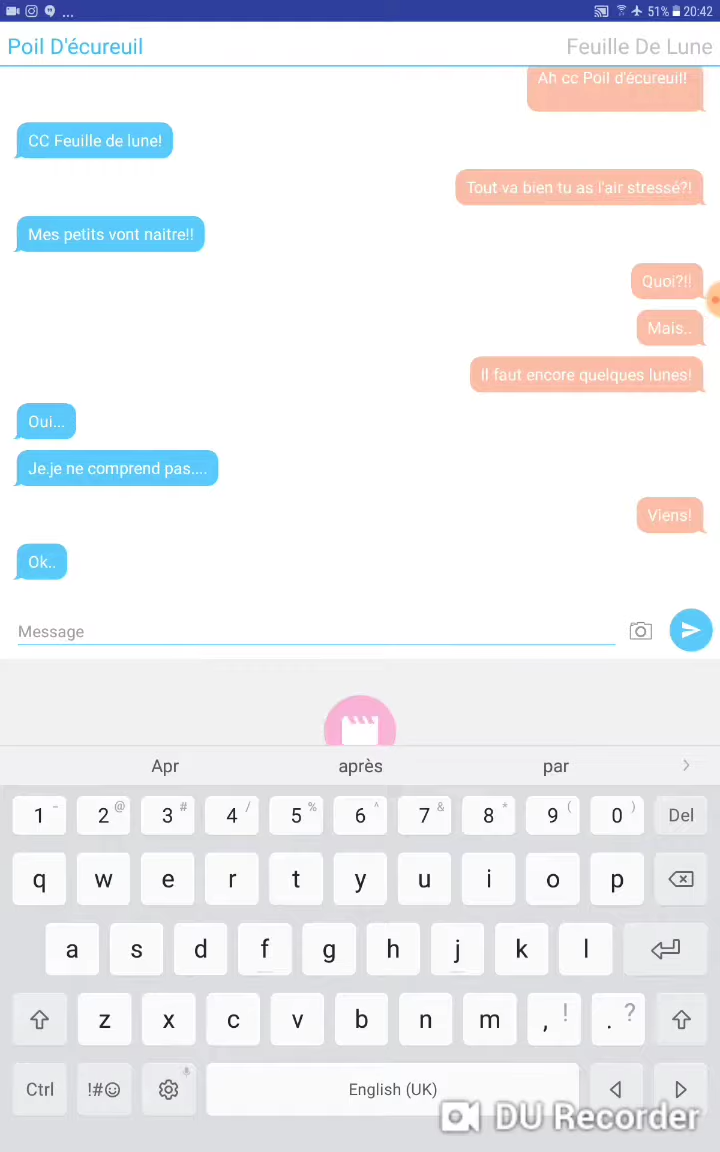 ... 51% 20:42
Poil D'écureuil Feuille De Lune
Ah cc Poil d'écureuil!
CC Feuille de lune!
Tout va bien tu as l'air stressé?!
Mes petits vont naitre!!
Quoi?!!
Mais..
Il faut encore quelques lunes!
Oui...
Je.je ne comprend pas....
Viens!
Ok..
Message
Apr après par
1 - 2 @ 3 # 4 / 5 % 6 ^ 7 & 8 * 9 ( 0 ) Del
q w e r t y u i o p
a s d f g h j k l
z x c v b n m , ! . ?
Ctrl !#☺ English (UK)
DU Recorder